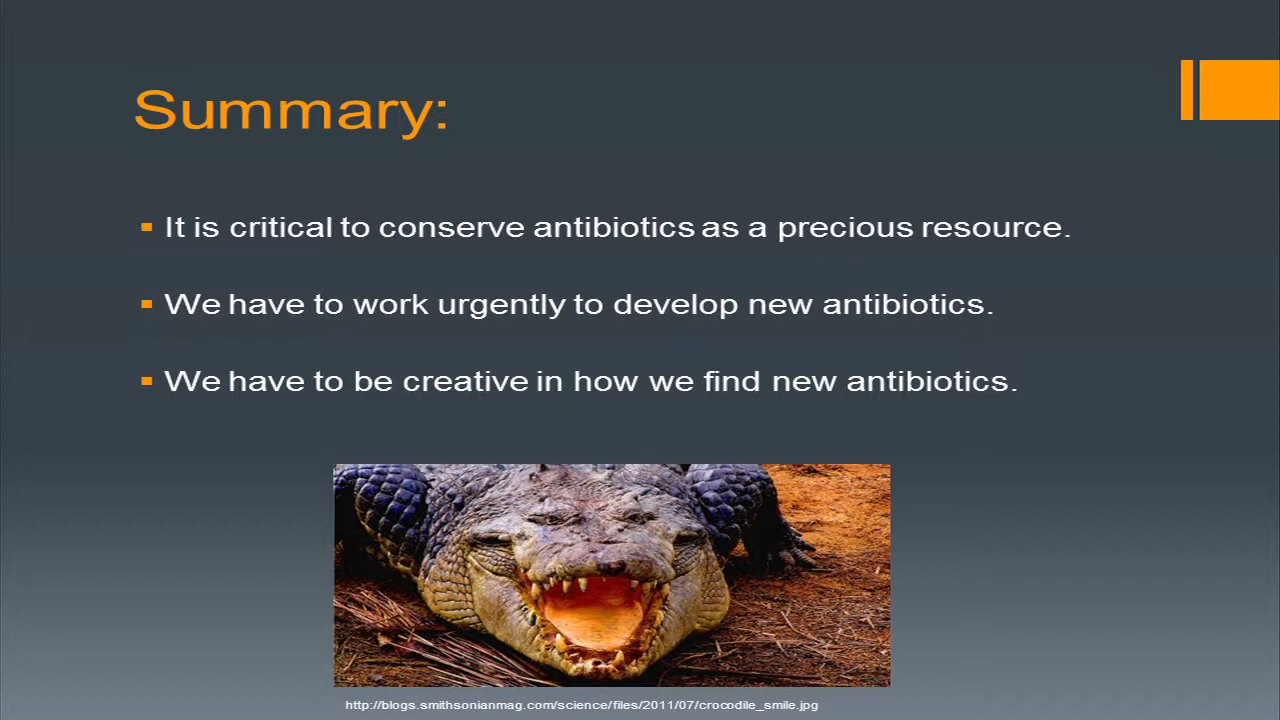 Summary:
It is critical to conserve antibiotics as a precious resource.
We have to work urgently to develop new antibiotics.
We have to be creative in how we find new antibiotics.
http://blogs.smithsonianmag.com/science/files/2011/07/crocodile_smile.jpg